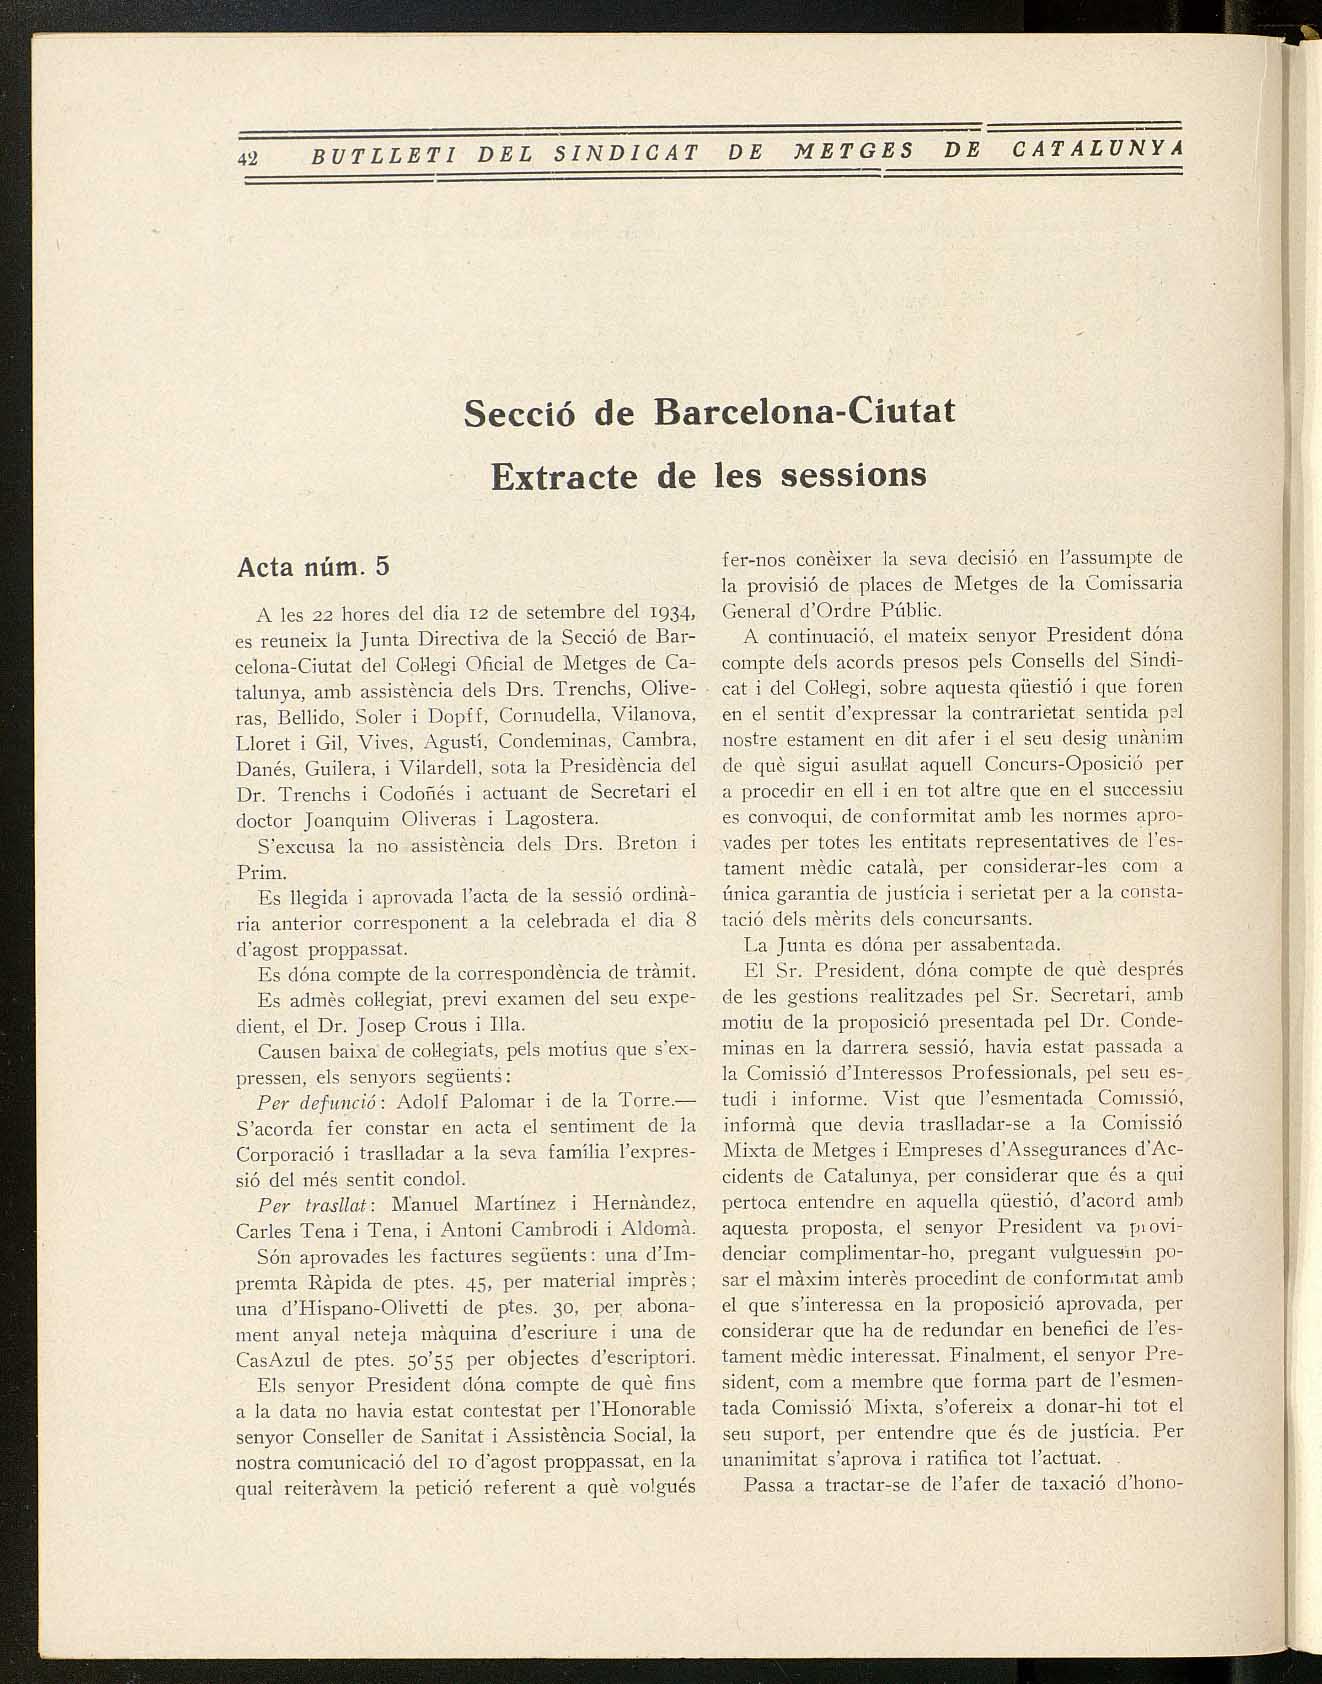 42 BUTLLETI DEL SINDICAT DE METGES DE CATALUNYA
Secció de Barcelona-Ciutat
Extracte de les sessions
Acta núm. 5
A les 22 hores del dia 12 de setembre del 1934,
es reuneix la Junta Directiva de la Secció de Bar-
celona-Ciutat del Col·legi Oficial de Metges de Ca-
talunya, amb assistència dels Drs. Trenchs, Olive-
ras, Bellido, Soler i Dopff, Cornudella, Vilanova,
Lloret i Gil, Vives, Agustí, Condeminas, Cambra,
Danés, Guilera, i Vilardell, sota la Presidència del
Dr. Trenchs i Codoñés i actuant de Secretari el
doctor Joanquim Oliveras i Lagostera.
S'excusa la no assistència dels Drs. Breton i
Prim.
Es llegida i aprovada l'acta de la sessió ordinà-
ria anterior corresponent a la celebrada el dia 8
d'agost proppassat.
Es dóna compte de la correspondència de tràmit.
Es admès col·legiat, previ examen del seu expe-
dient, el Dr. Josep Crous i Illa.
Causen baixa de col·legiats, pels motius que s'ex-
pressen, els senyors següents:
Per defunció: Adolf Palomar i de la Torre.—
S'acorda fer constar en acta el sentiment de la
Corporació i traslladar a la seva família l'expres-
sió del més sentit condol.
Per trasllat: Manuel Martínez i Hernàndez,
Carles Tena i Tena, i Antoni Cambrodi i Aldomà.
Són aprovades les factures següents: una d'Im-
premta Ràpida de ptes. 45, per material imprès;
una d'Hispano-Olivetti de ptes. 30, per abona-
ment anyal neteja màquina d'escriure i una de
CasAzul de ptes. 50'55 per objectes d'escriptori.
Els senyor President dóna compte de què fins
a la data no havia estat contestat per l'Honorable
senyor Conseller de Sanitat i Assistència Social, la
nostra comunicació del 10 d'agost proppassat, en la
qual reiteràvem la petició referent a què volgués
fer-nos conèixer la seva decisió en l'assumpte de
la provisió de places de Metges de la Comissaria
General d'Ordre Públic.
A continuació, el mateix senyor President dóna
compte dels acords presos pels Consells del Sindi-
cat i del Col·legi, sobre aquesta qüestió i que foren
en el sentit d'expressar la contrarietat sentida pel
nostre estament en dit afer i el seu desig unànim
de què sigui asul·lat aquell Concurs-Oposició per
a procedir en ell i en tot altre que en el successiu
es convoqui, de conformitat amb les normes apro-
vades per totes les entitats representatives de l'es-
tament mèdic català, per considerar-les com a
única garantia de justícia i serietat per a la consta-
tació dels mèrits dels concursants.
La Junta es dóna per assabentada.
El Sr. President, dóna compte de què després
de les gestions realitzades pel Sr. Secretari, amb
motiu de la proposició presentada pel Dr. Conde-
minas en la darrera sessió, havia estat passada a
la Comissió d'Interessos Professionals, pel seu es-
tudi i informe. Vist que l'esmentada Comissió,
informà que devia traslladar-se a la Comissió
Mixta de Metges i Empreses d'Assegurances d'Ac-
cidents de Catalunya, per considerar que és a qui
pertoca entendre en aquella qüestió, d'acord amb
aquesta proposta, el senyor President va provi-
denciar complimentar-ho, pregant vulguessin po-
sar el màxim interès procedint de conformitat amb
el que s'interessa en la proposició aprovada, per
considerar que ha de redundar en benefici de l'es-
tament mèdic interessat. Finalment, el senyor Pre-
sident, com a membre que forma part de l'esmen-
tada Comissió Mixta, s'ofereix a donar-hi tot el
seu suport, per entendre que és de justícia. Per
unanimitat s'aprova i ratifica tot l'actuat.
Passa a tractar-se de l'afer de taxació d'hono-